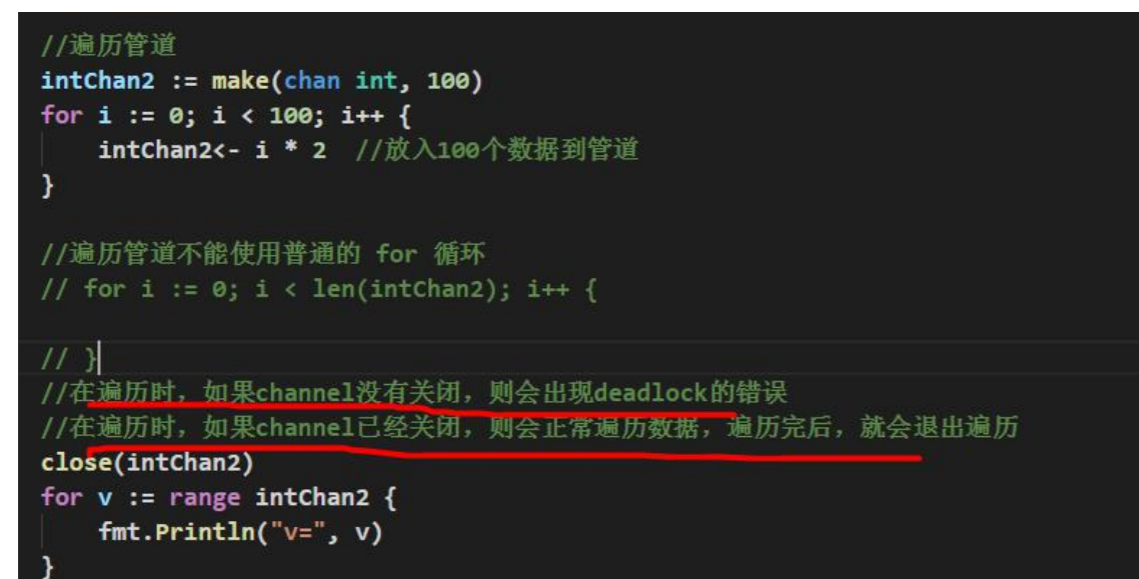 //遍历管道
intChan2 := make(chan int, 100)
for i := 0; i < 100; i++ {
    intChan2<- i * 2  //放入100个数据到管道
}
//遍历管道不能使用普通的 for 循环
// for i := 0; i < len(intChan2); i++ {
// }
//在遍历时，如果channel没有关闭，则会出现deadlock的错误
//在遍历时，如果channel已经关闭，则会正常遍历数据，遍历完后，就会退出遍历
close(intChan2)
for v := range intChan2 {
    fmt.Println("v=", v)
}